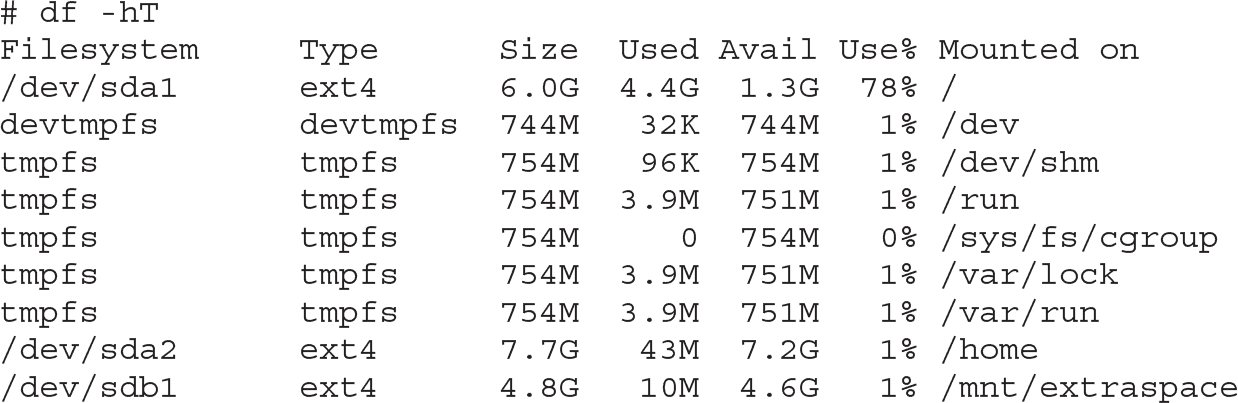 # df -hT
Filesystem     Type      Size  Used Avail Use% Mounted on
/dev/sda1      ext4      6.0G  4.4G  1.3G  78% /
devtmpfs       devtmpfs  744M   32K  744M   1% /dev
tmpfs          tmpfs     754M   96K  754M   1% /dev/shm
tmpfs          tmpfs     754M  3.9M  751M   1% /run
tmpfs          tmpfs     754M     0  754M   0% /sys/fs/cgroup
tmpfs          tmpfs     754M  3.9M  751M   1% /var/lock
tmpfs          tmpfs     754M  3.9M  751M   1% /var/run
/dev/sda2      ext4      7.7G   43M  7.2G   1% /home
/dev/sdb1      ext4      4.8G   10M  4.6G   1% /mnt/extraspace